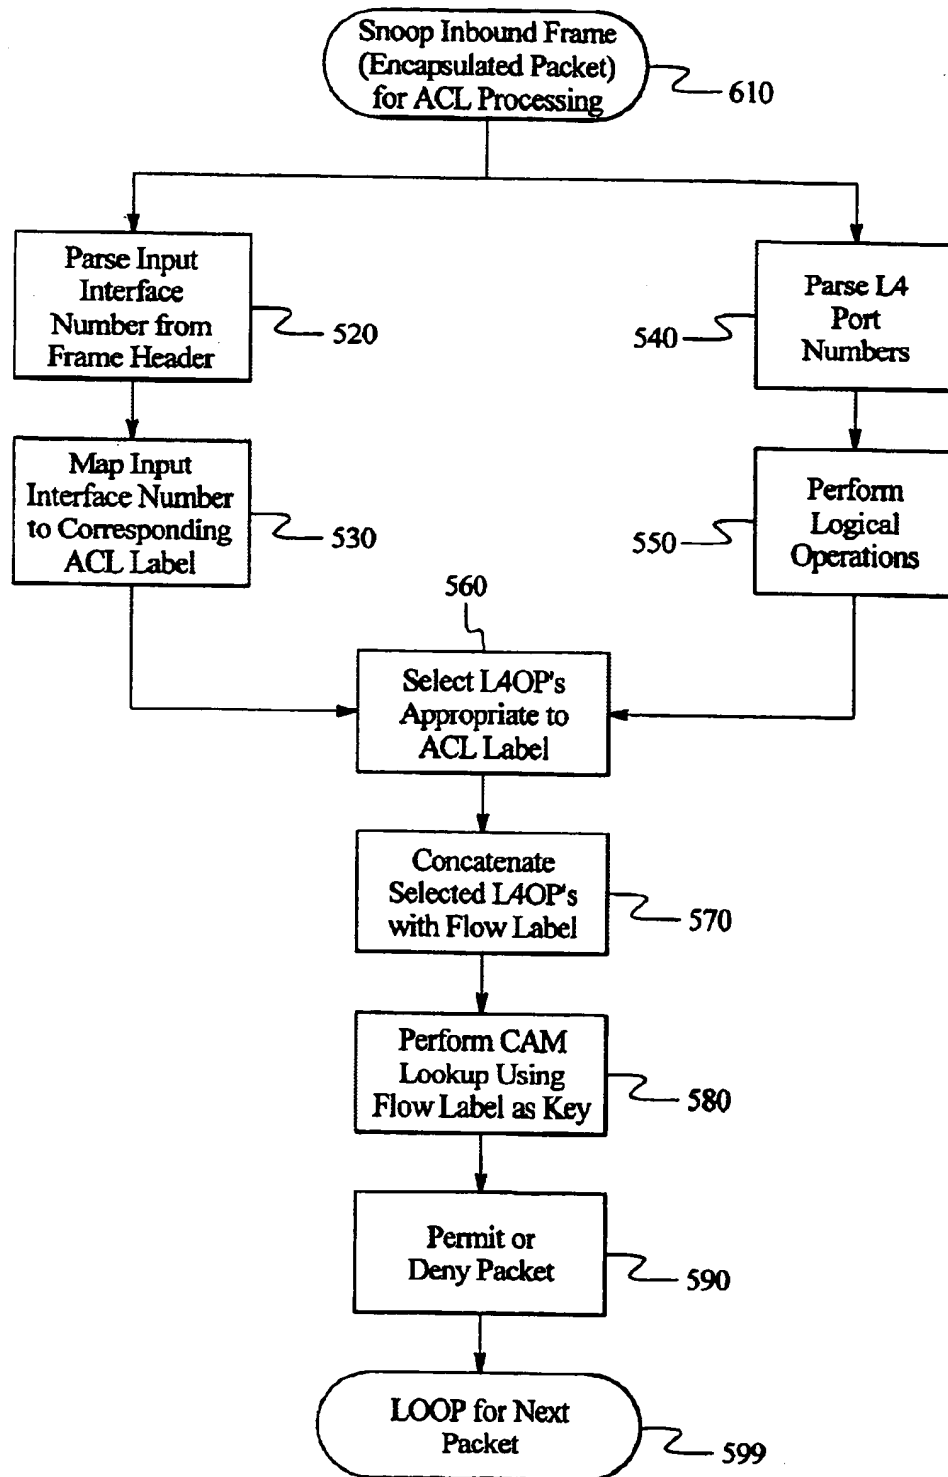 Snoop Inbound Frame
(Encapsulated Packet)
for ACL Processing
610
Parse Input
Interface
Number from
Frame Header
520
Parse L4
Port
Numbers
540
Map Input
Interface Number
to Corresponding
ACL Label
530
Perform
Logical
Operations
550
560
Select L4OP's
Appropriate to
ACL Label
Concatenate
Selected L4OP's
with Flow Label
570
Perform CAM
Lookup Using
Flow Label as Key
580
Permit or
Deny Packet
590
LOOP for Next
Packet
599